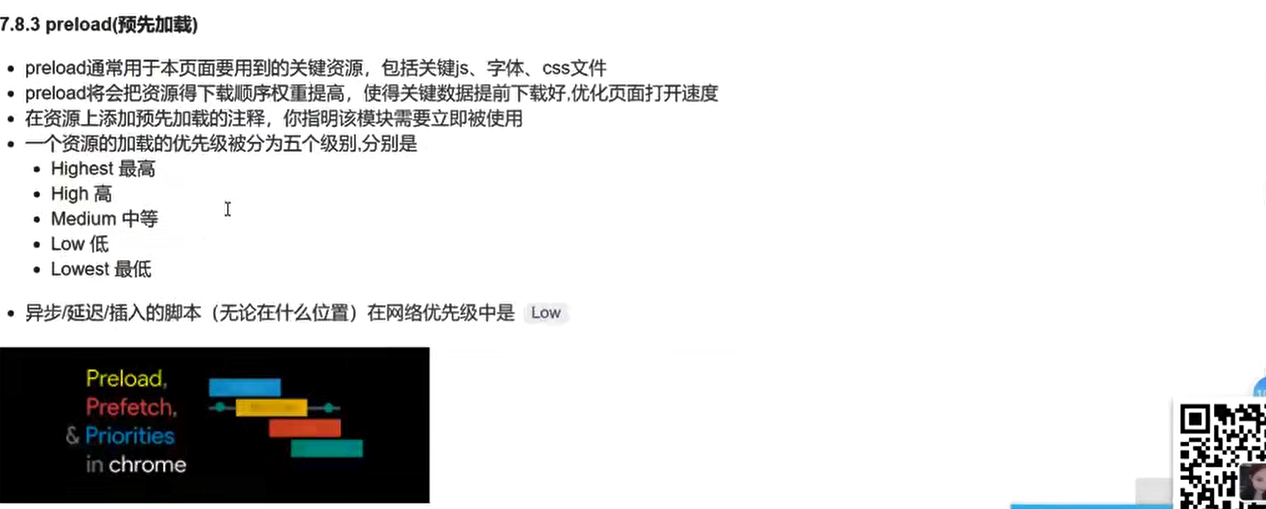 7.8.3 preload(预先加载)
preload通常用于本页面要用到的关键资源，包括关键js、字体、css文件
preload将会把资源得下载顺序权重提高，使得关键数据提前下载好,优化页面打开速度
在资源上添加预先加载的注释，你指明该模块需要立即被使用
一个资源的加载的优先级被分为五个级别,分别是
Highest 最高
High 高
Medium 中等
Low 低
Lowest 最低
异步/延迟/插入的脚本（无论在什么位置）在网络优先级中是 Low
Preload,
Prefetch,
& Priorities
in chrome